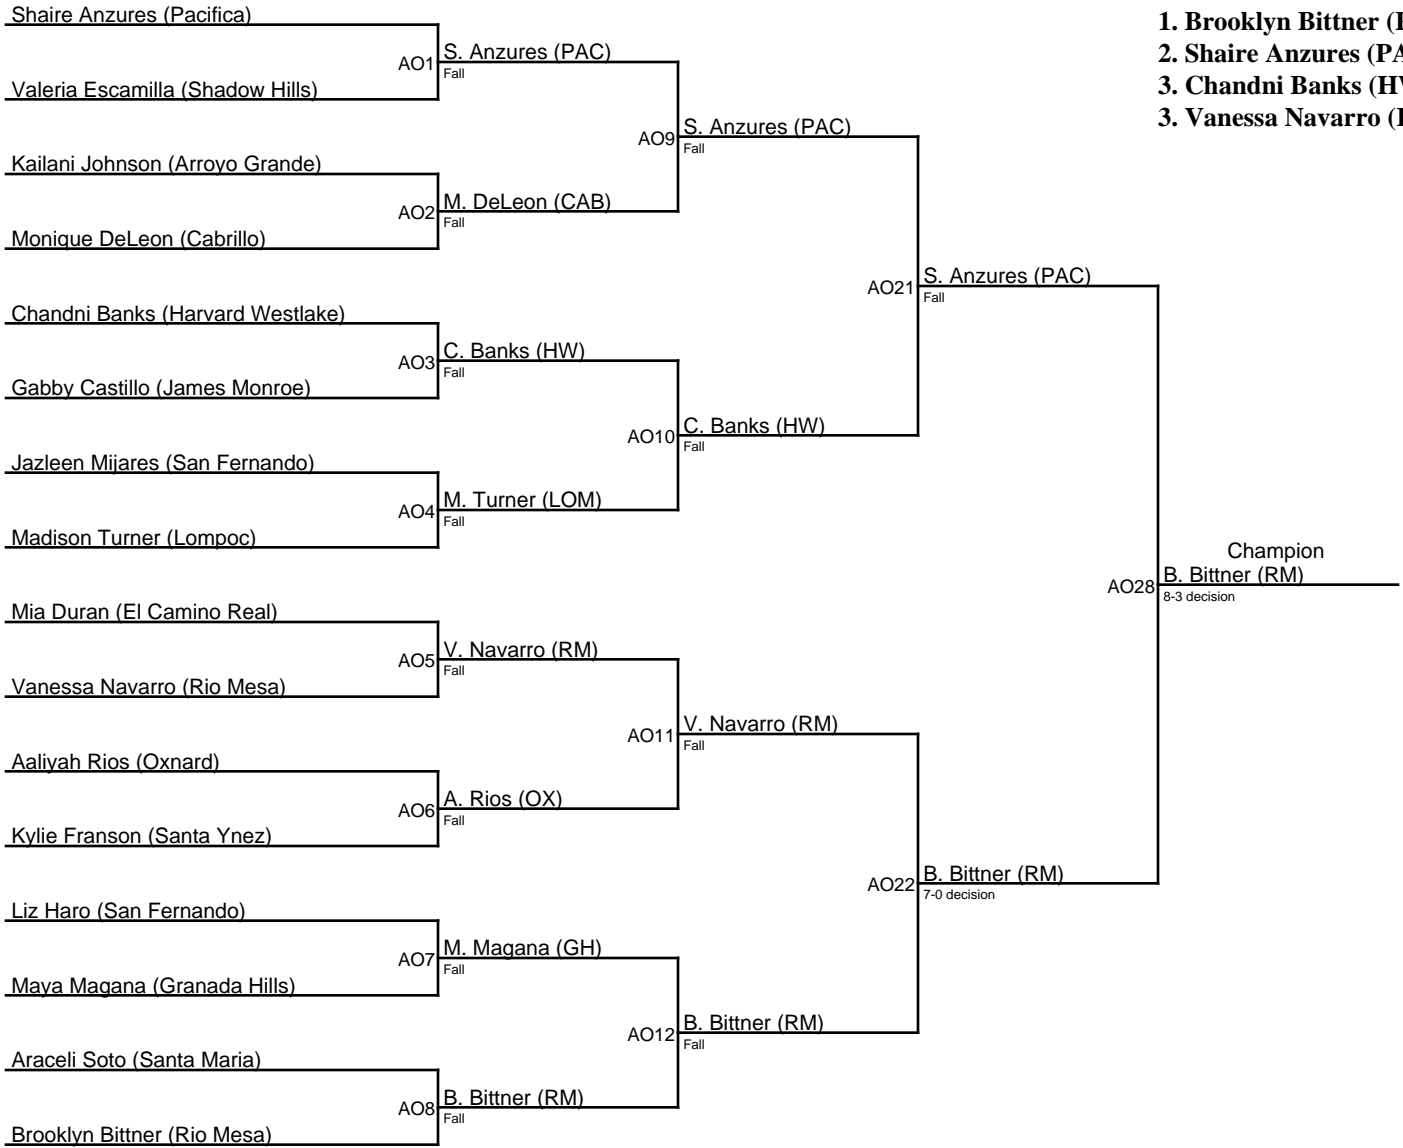 Shaire Anzures (Pacifica)
AO1
S. Anzures (PAC)
Fall
Valeria Escamilla (Shadow Hills)
AO9
S. Anzures (PAC)
Fall
Kailani Johnson (Arroyo Grande)
AO2
M. DeLeon (CAB)
Fall
Monique DeLeon (Cabrillo)
AO21
S. Anzures (PAC)
Fall
Chandni Banks (Harvard Westlake)
AO3
C. Banks (HW)
Fall
Gabby Castillo (James Monroe)
AO10
C. Banks (HW)
Fall
Jazleen Mijares (San Fernando)
AO4
M. Turner (LOM)
Fall
Madison Turner (Lompoc)
Champion
AO28
B. Bittner (RM)
8-3 decision
Mia Duran (El Camino Real)
AO5
V. Navarro (RM)
Fall
Vanessa Navarro (Rio Mesa)
AO11
V. Navarro (RM)
Fall
Aaliyah Rios (Oxnard)
AO6
A. Rios (OX)
Fall
Kylie Franson (Santa Ynez)
AO22
B. Bittner (RM)
7-0 decision
Liz Haro (San Fernando)
AO7
M. Magana (GH)
Fall
Maya Magana (Granada Hills)
AO12
B. Bittner (RM)
Fall
Araceli Soto (Santa Maria)
AO8
B. Bittner (RM)
Fall
Brooklyn Bittner (Rio Mesa)
1. Brooklyn Bittner
2. Shaire Anzures
3. Chandni Banks
3. Vanessa Navarro